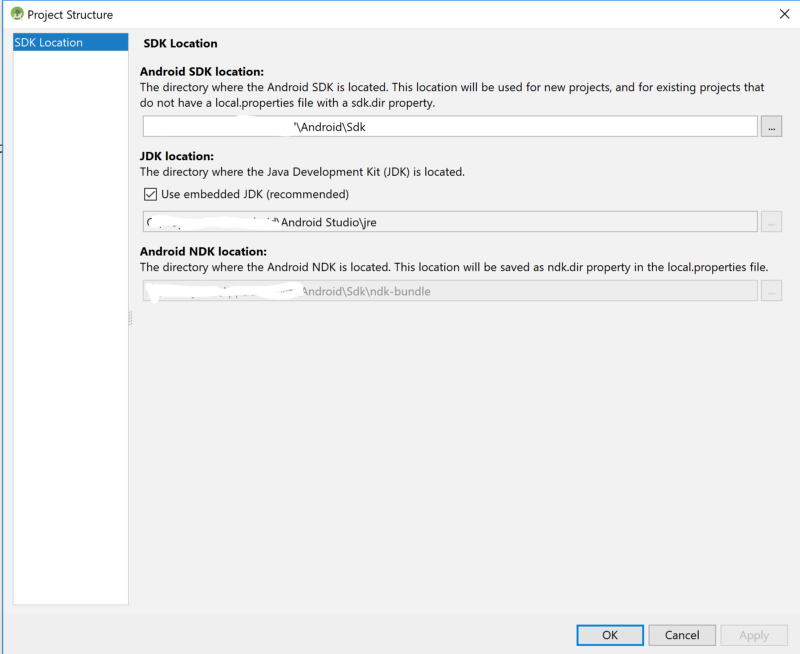 Project Structure
SDK Location
SDK Location
Android SDK location:
The directory where the Android SDK is located. This location will be used for new projects, and for existing projects that
do not have a local.properties file with a sdk.dir property.
\Android\Sdk
...
JDK location:
The directory where the Java Development Kit (JDK) is located.
Use embedded JDK (recommended)
\Android Studio\jre
...
Android NDK location:
The directory where the Android NDK is located. This location will be saved as ndk.dir property in the local.properties file.
Android\Sdk\ndk-bundle
...
OK
Cancel
Apply